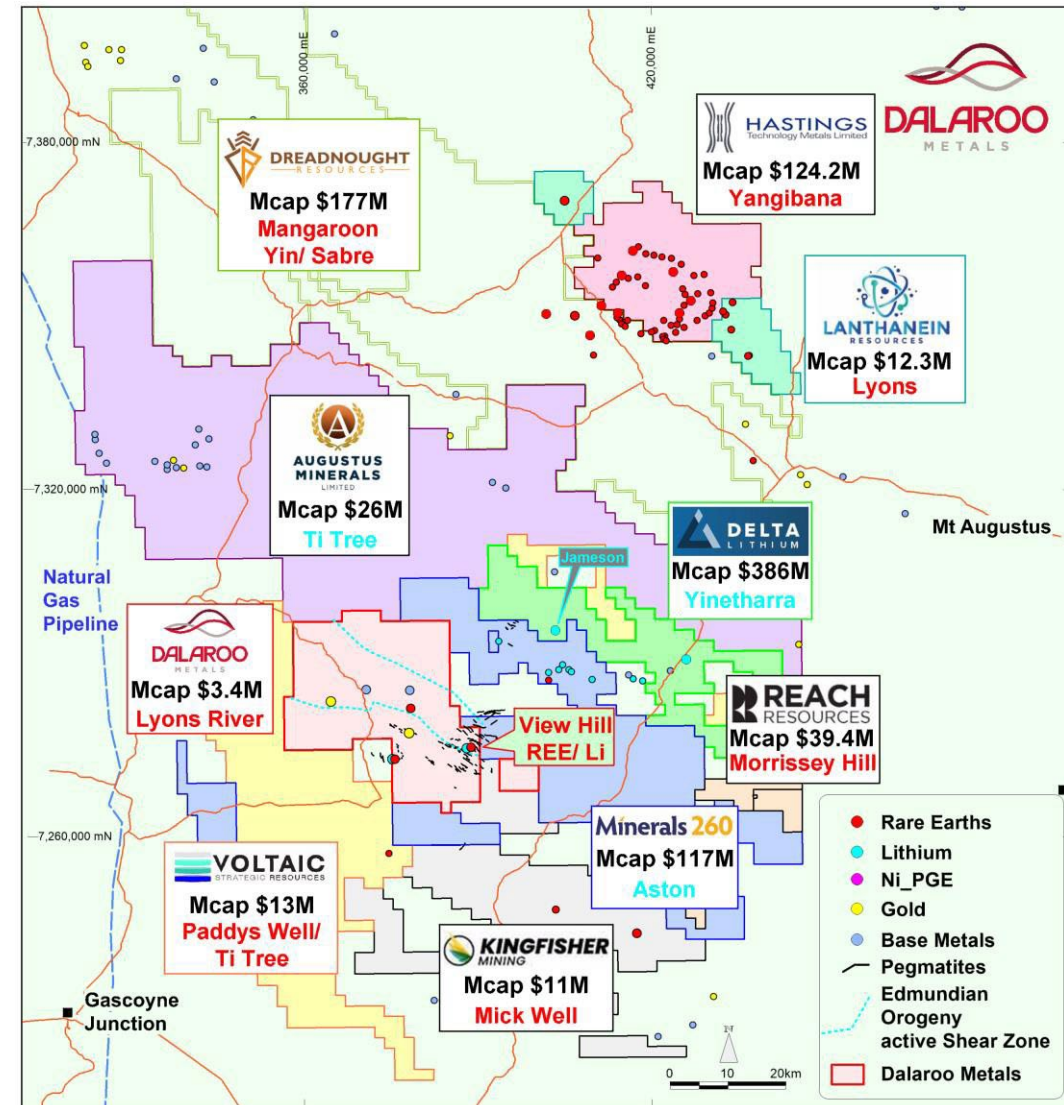 360,000 mE
420,000 mE
DALAROO
METALS
7,380,000 mN
DREADNOUGHT
RESOURCES
Mcap $177M
Mangaroon
Yin/ Sabre
HASTINGS
Technology Metals Limited
Mcap $124.2M
Yangibana
LANTHANEIN
RESOURCES
Mcap $12.3M
Lyons
AUGUSTUS
MINERALS
LIMITED
Mcap $26M
Ti Tree
7,320,000 mN
DELTA
LITHIUM
Mcap $386M
Yinetharra
Mt Augustus
Jameson
Natural
Gas
Pipeline
DALAROO
METALS
Mcap $3.4M
Lyons River
View Hill
REE/ Li
REACH
RESOURCES
Mcap $39.4M
Morrissey Hill
7,260,000 mN
Minerals 260
Mcap $117M
Aston
VOLTAIC
STRATEGIC RESOURCES
Mcap $13M
Paddys Well/
Ti Tree
KINGFISHER
MINING
Mcap $11M
Mick Well
Gascoyne
Junction
Rare Earths
Lithium
Ni_PGE
Gold
Base Metals
Pegmatites
Edmundian
Orogeny
active Shear Zone
Dalaroo Metals
N
0 10 20km